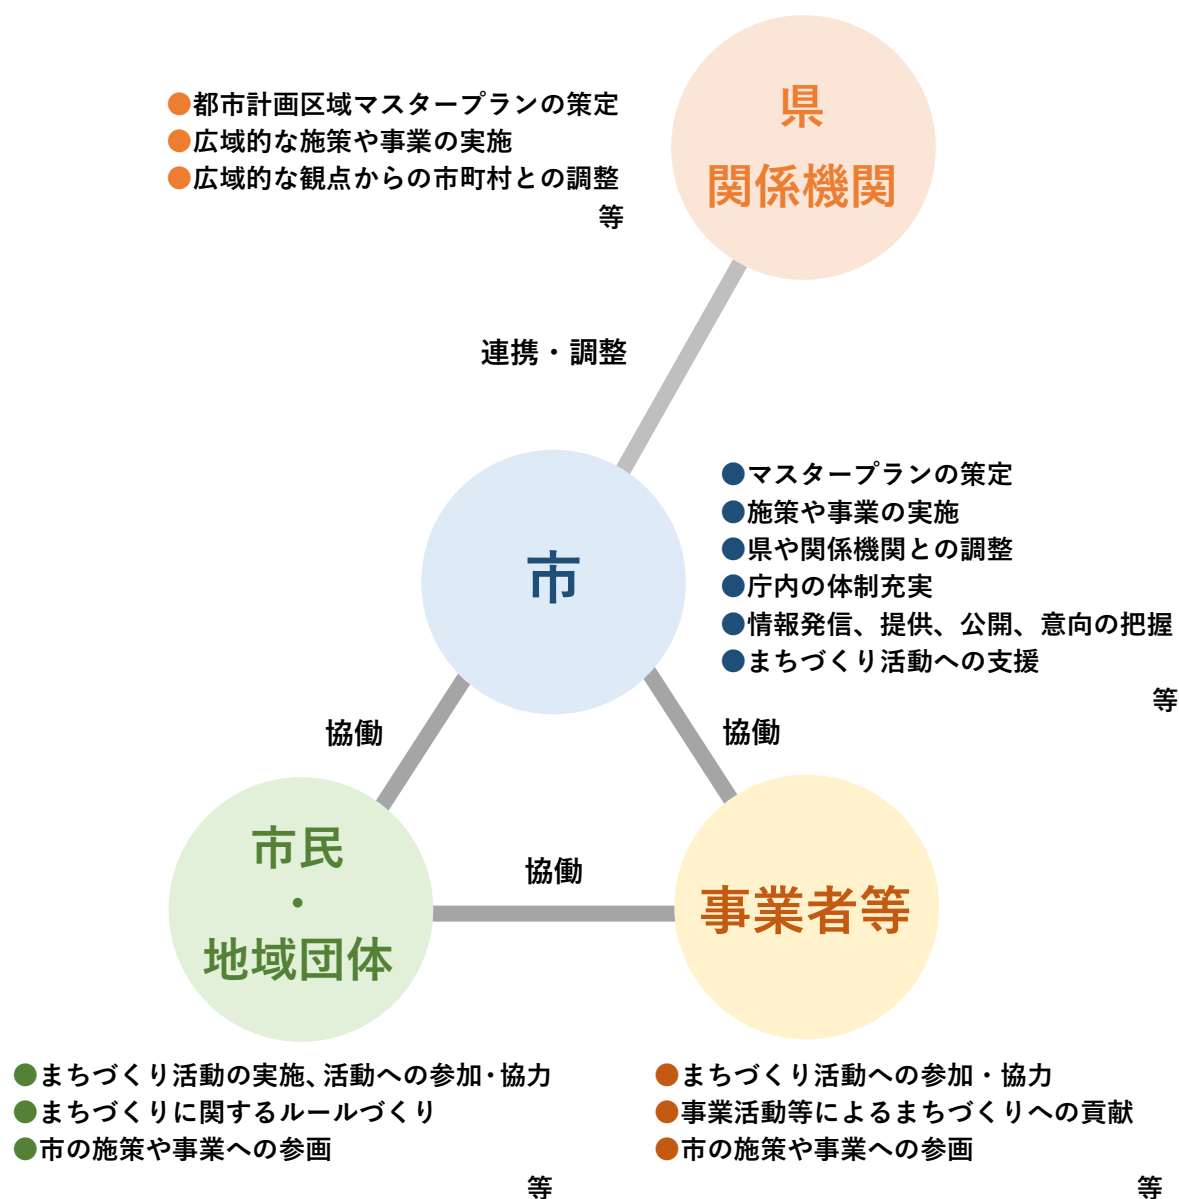 県
関係機関
●都市計画区域マスタープランの策定
●広域的な施策や事業の実施
●広域的な観点からの市町村との調整
等
連携・調整
市
●マスタープランの策定
●施策や事業の実施
●県や関係機関との調整
●庁内の体制充実
●情報発信、提供、公開、意向の把握
●まちづくり活動への支援
等
協働
協働
協働
市民
・
地域団体
事業者等
●まちづくり活動の実施、活動への参加・協力
●まちづくりに関するルールづくり
●市の施策や事業への参画
等
●まちづくり活動への参加・協力
●事業活動等によるまちづくりへの貢献
●市の施策や事業への参画
等